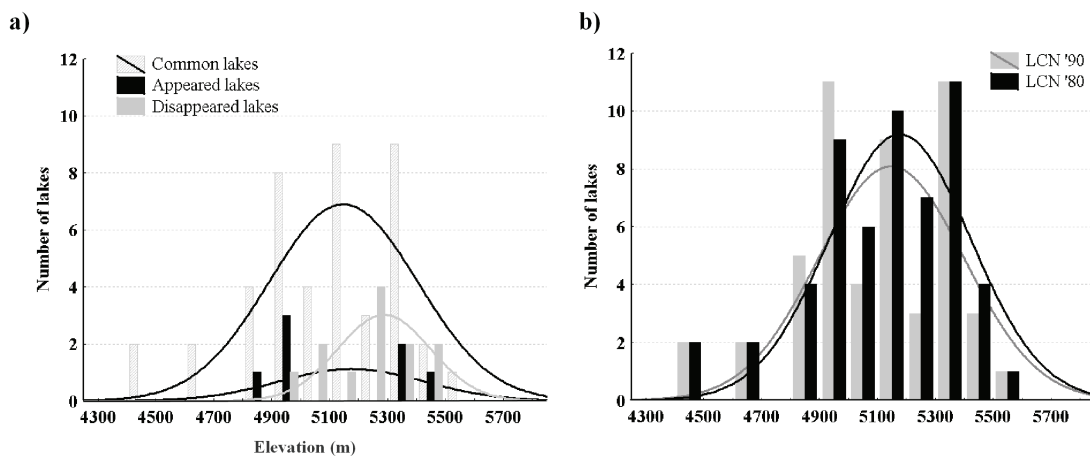 a)
Common lakes
Appeared lakes
Disappeared lakes
12
10
8
6
4
2
0
Number of lakes
4300 4500 4700 4900 5100 5300 5500 5700
Elevation (m)
b)
LCN '90
LCN '80
12
10
8
6
4
2
0
Number of lakes
4300 4500 4700 4900 5100 5300 5500 5700